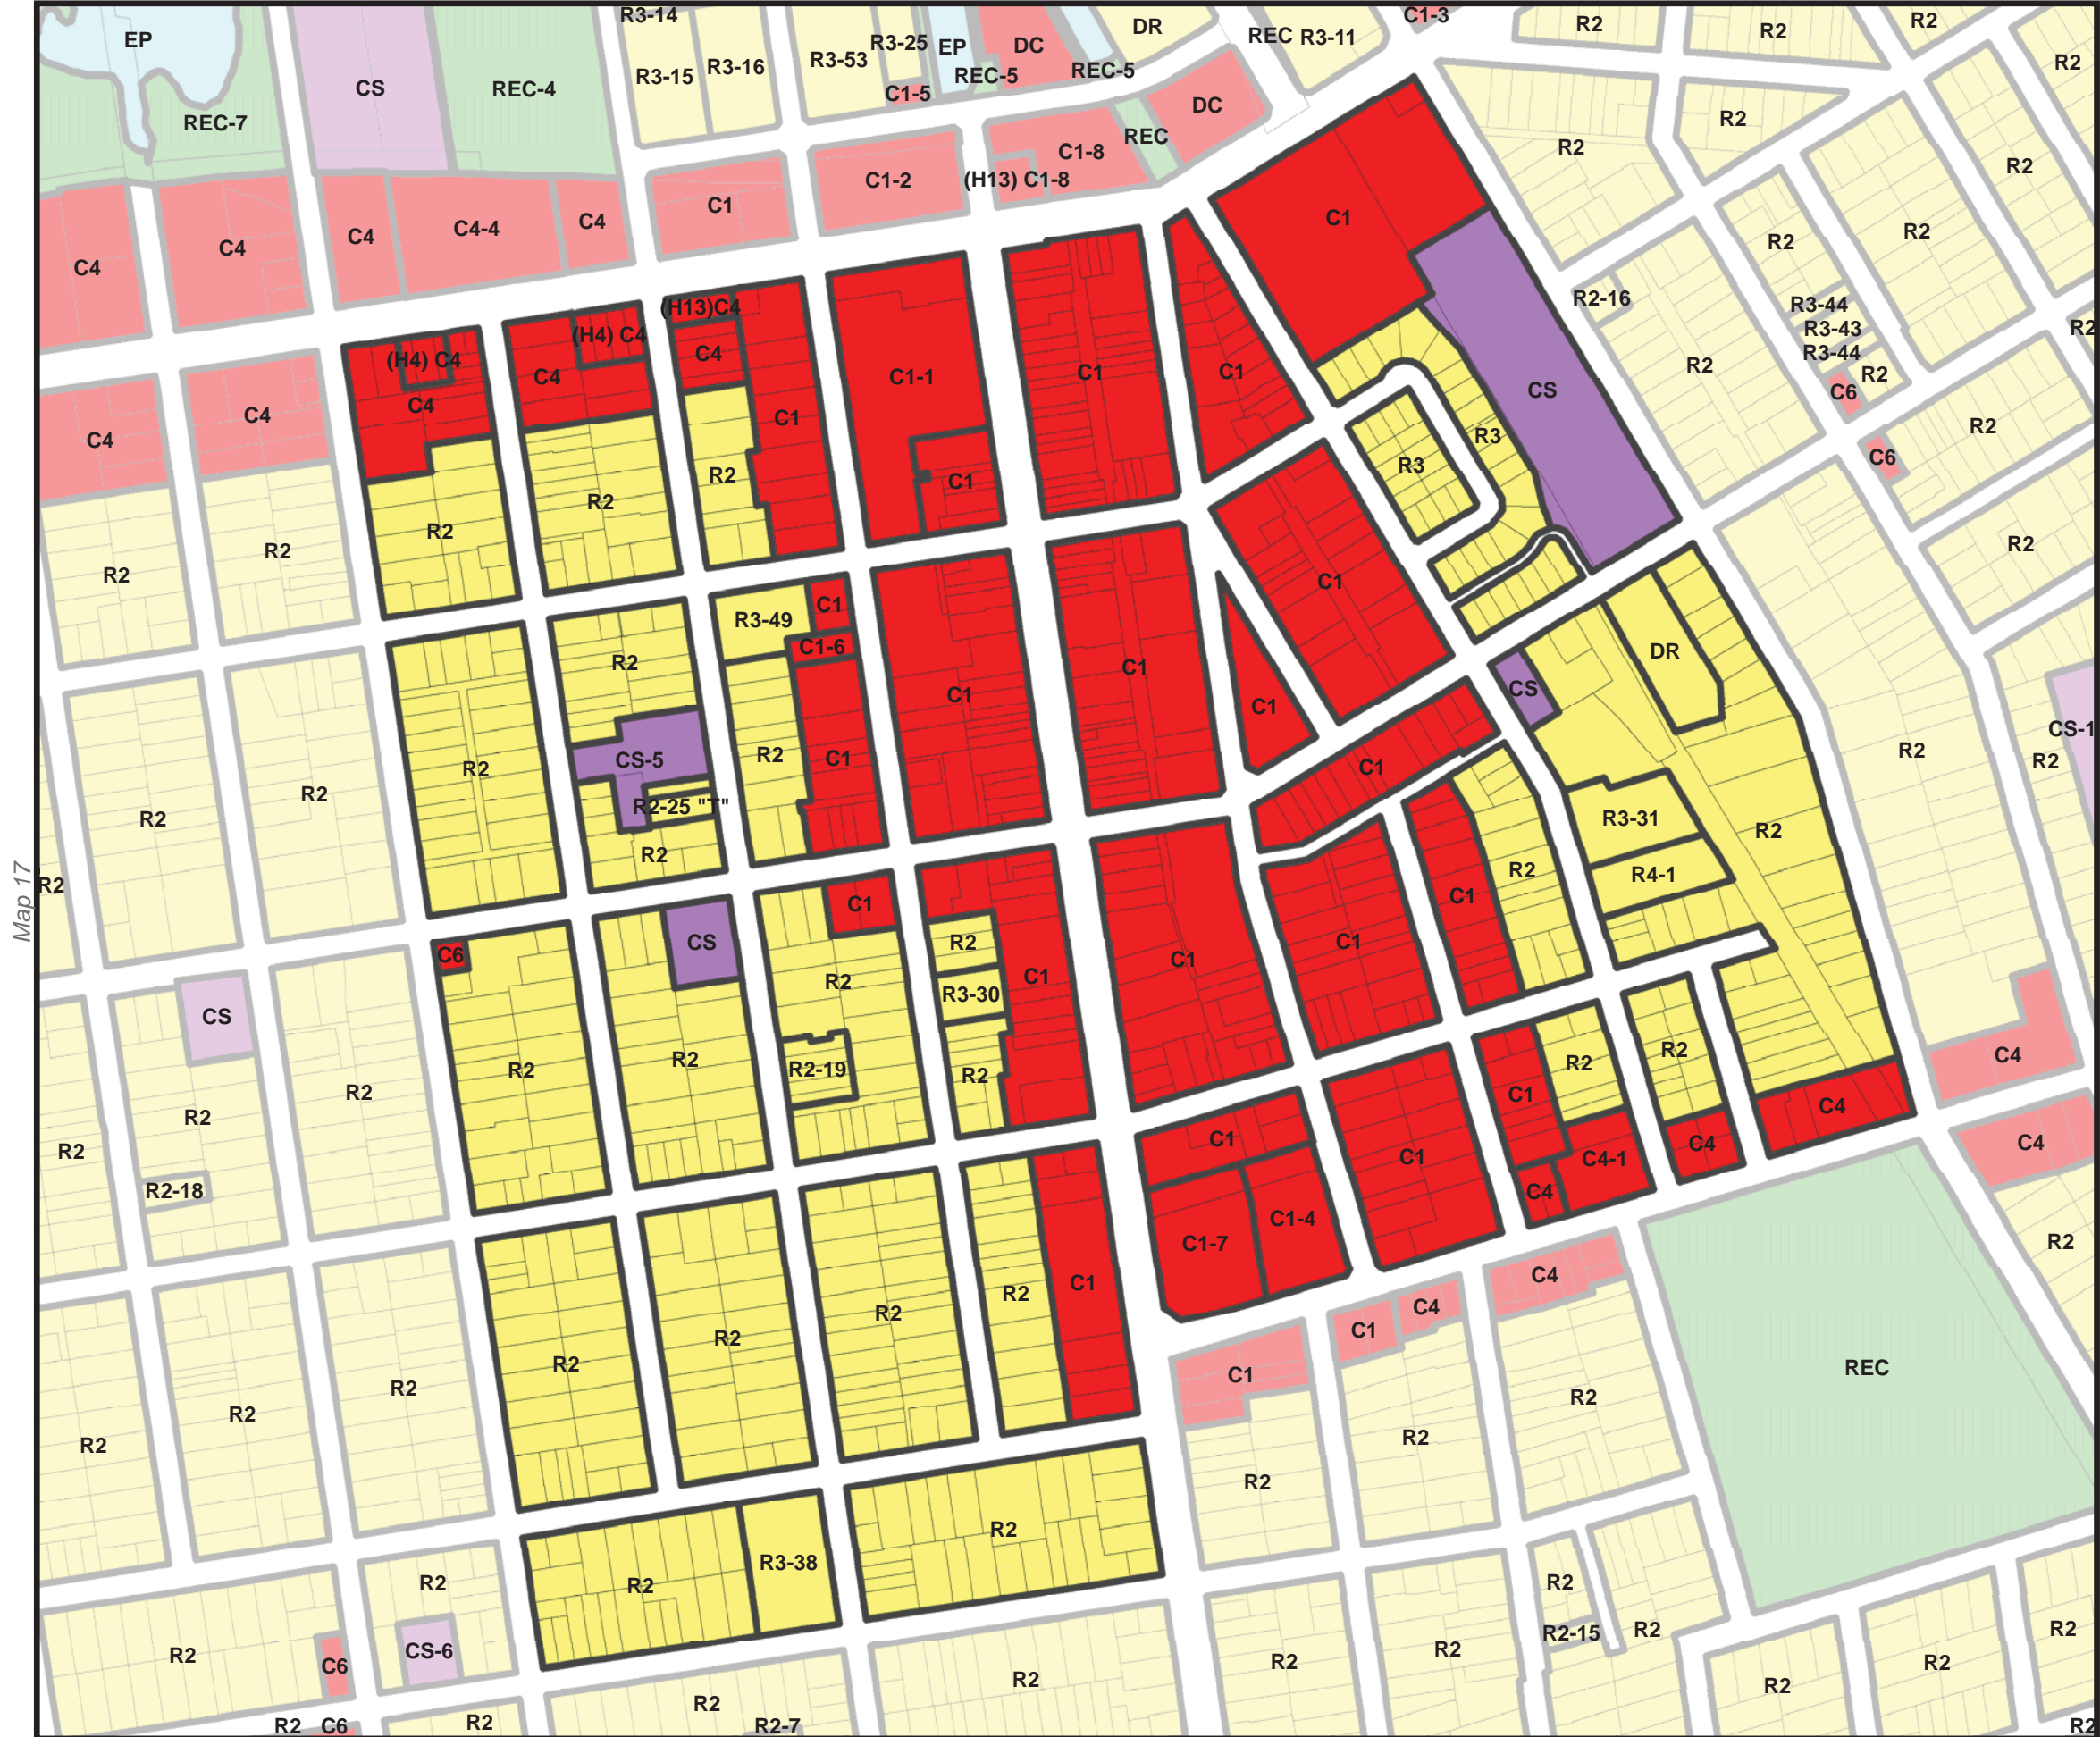 R3-14
C1-3
R2
R2
R2
EP
R3-53
R3-25
EP
DC
DR
REC
R3-11
R2
R3-15
R3-16
REC-5
REC-5
CS
REC-4
C1-5
DC
REC-7
R2
R2
REC
C1-8
C1-2
(H13) C1-8
R2
C1
C4
C4
C4-4
C4
C1
R2
R2
C4
R2-16
R3-44
(H13)C4
(H4) C4
R3-43
R2
(H4) C4
C4
R3-44
C4
C1-1
C1
C1
R2
R2
CS
C6
C4
C4
C1
C4
R3
R2
C6
R3
R2
C1
R2
R2
R2
R2
R2
C1
R2
C1
R3-49
C1-6
DR
R2
C1
C1
CS
C1
CS-1
R2
R2
CS-5
R2
C1
R2
C1
R2
R2
R2-25 "T"
R2
R3-31
R2
R2
R2
R4-1
Map 17
C1
C1
C6
CS
R2
C1
C1
R2
R3-30
C1
CS
R2
R2
R2
C4
R2-19
R2
R2
R2
C1
C4
R2
R2
C1
C4
C4
C4-1
C1
R2-18
C4
C1-4
C1-7
R2
C1
R2
C4
R2
C4
R2
C1
R2
REC
C1
R2
R2
R2
R2
R2
R2
R2
R3-38
R2
R2
R2
R2
R2-15
R2
R2
CS-6
R2
R2
C6
R2
R2
R2
R2
R2
C6
R2
R2-7
R2